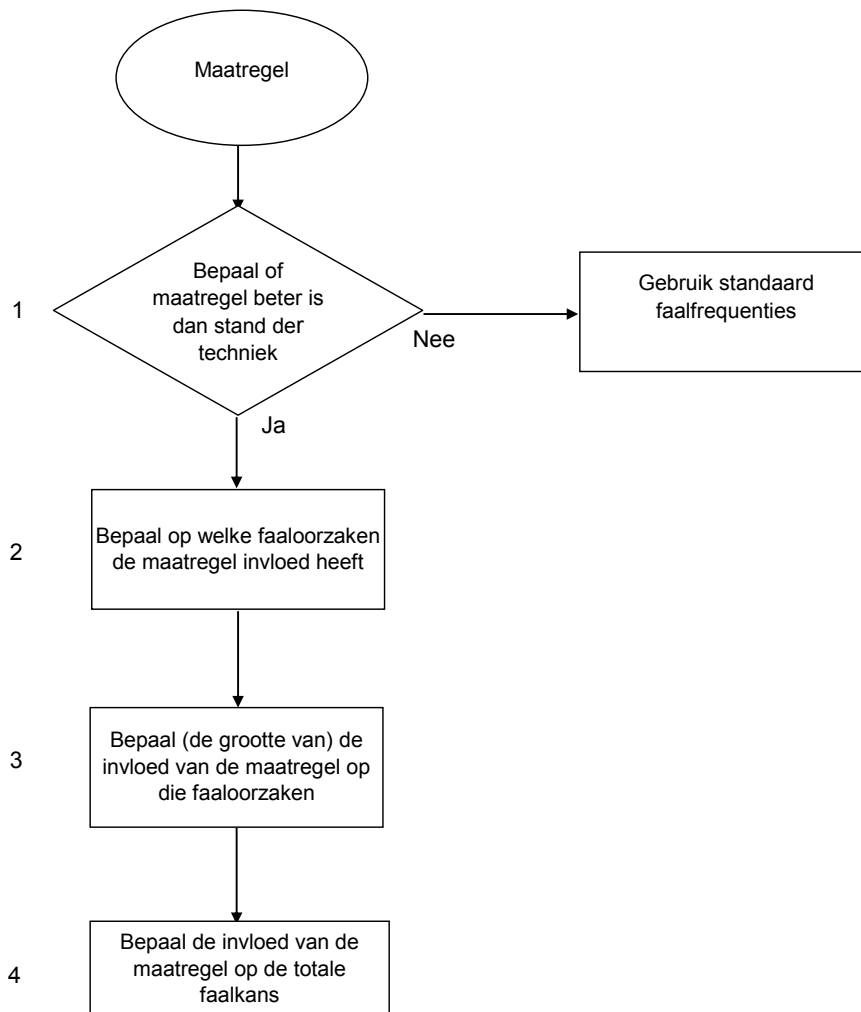 Maatregel
1
Bepaal of
maatregel beter is
dan stand der
techniek
Nee
Gebruik standaard
faalfrequenties
Ja
2
Bepaal op welke faaloorzaken
de maatregel invloed heeft
3
Bepaal (de grootte van) de
invloed van de maatregel op
die faaloorzaken
4
Bepaal de invloed van de
maatregel op de totale
faalkans